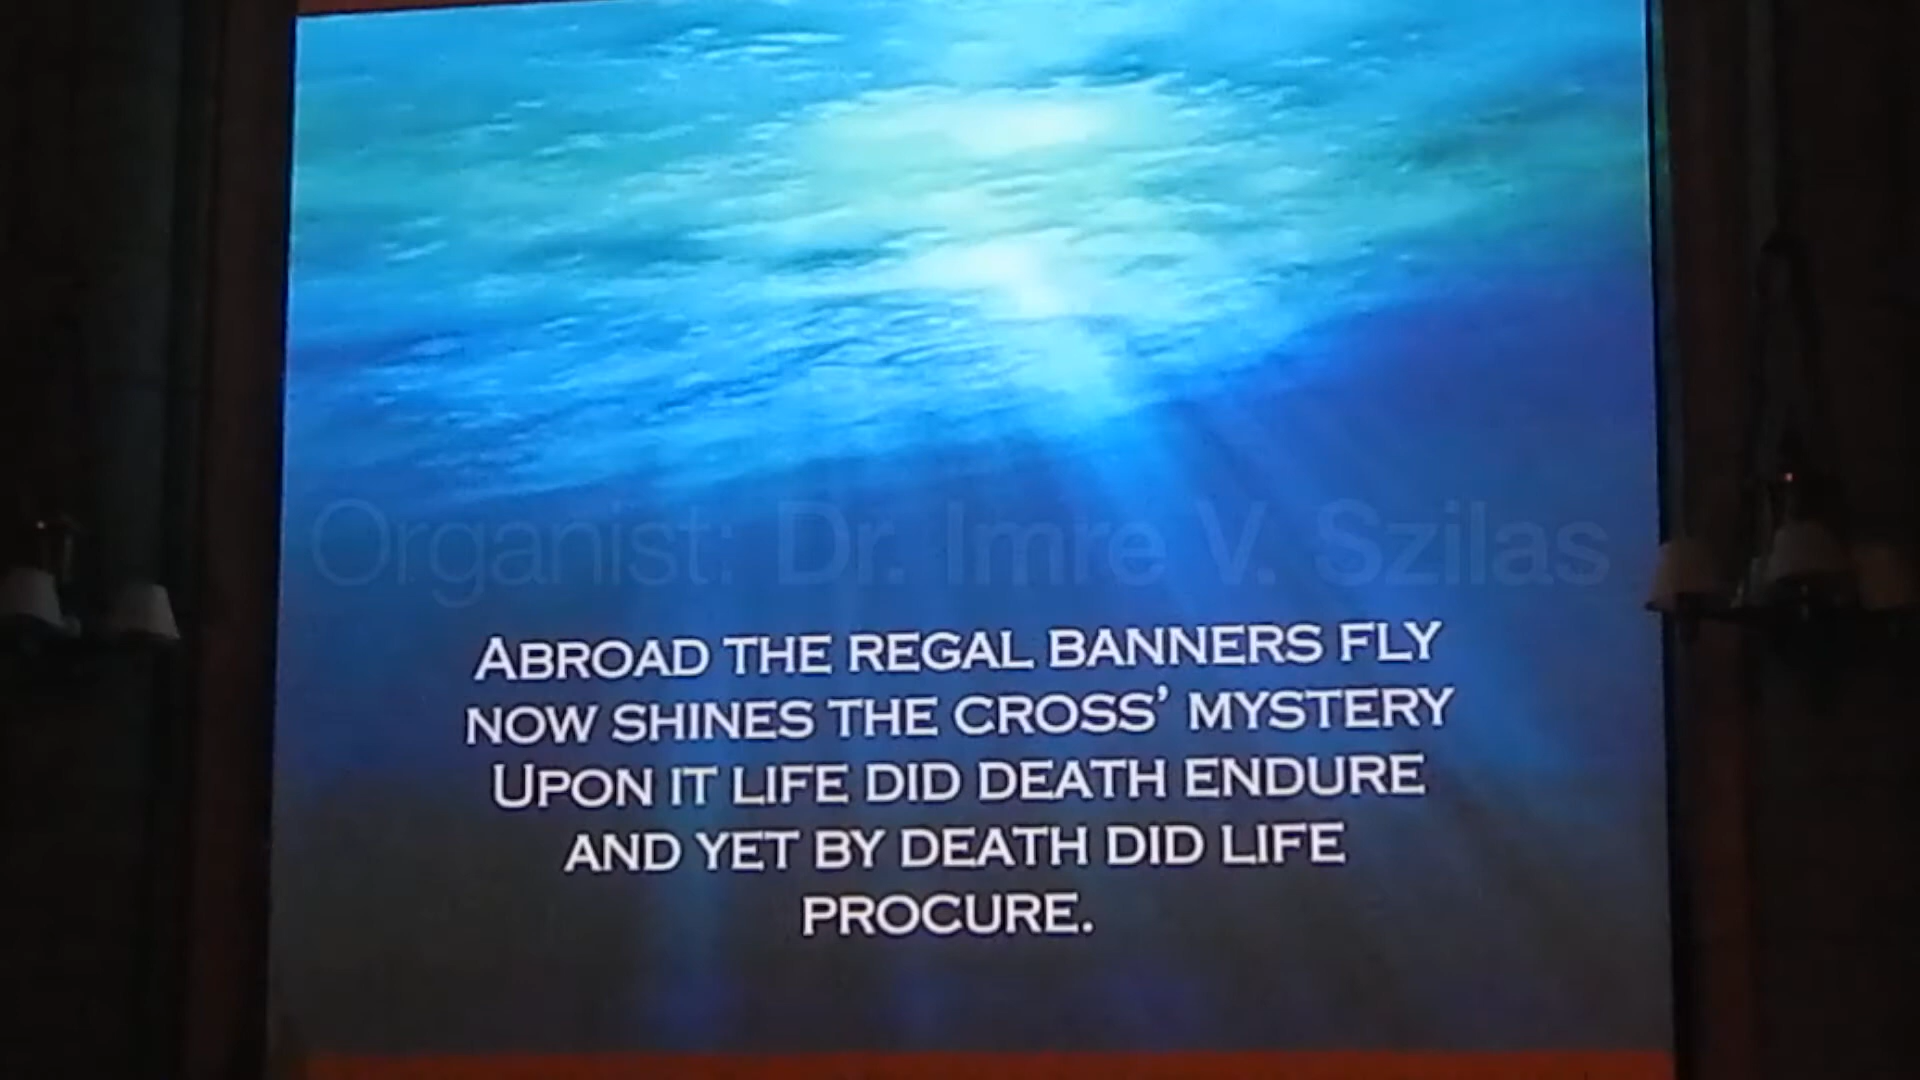 Organist: Dr. Imre V. Szilas
ABROAD THE REGAL BANNERS FLY
NOW SHINES THE CROSS’ MYSTERY
UPON IT LIFE DID DEATH ENDURE
AND YET BY DEATH DID LIFE
PROCURE.